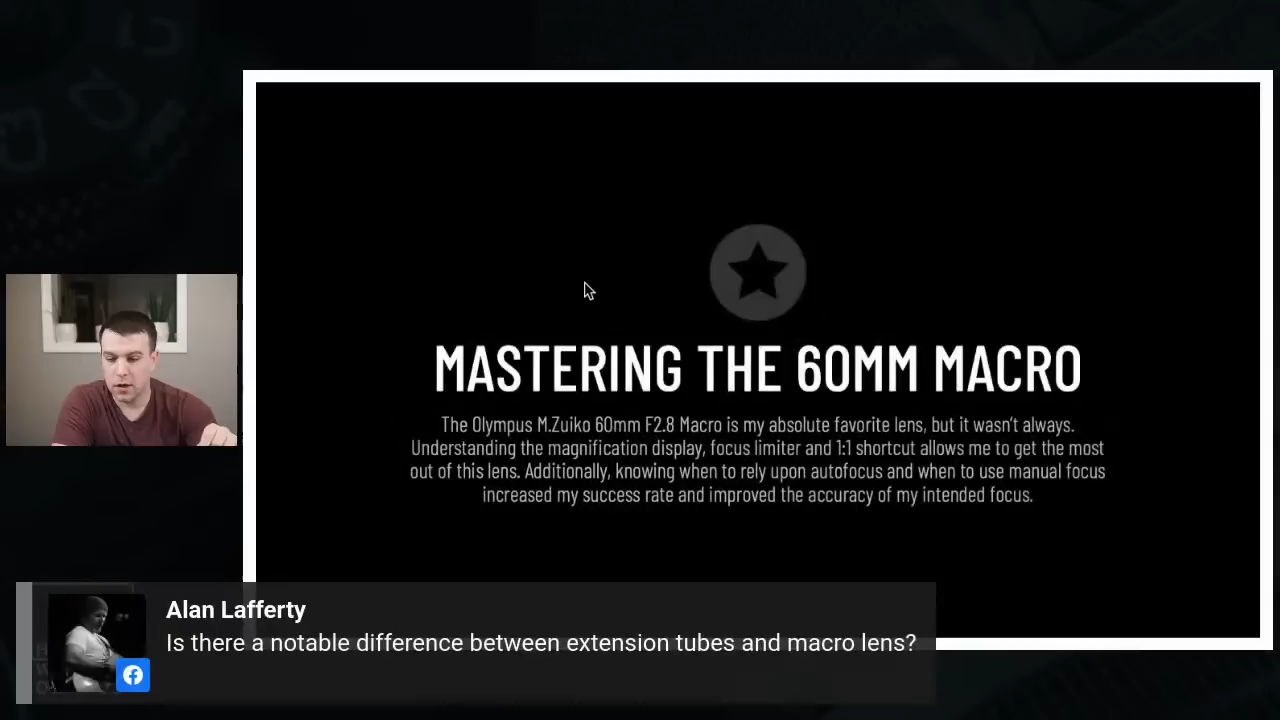 MASTERING THE 60MM MACRO
The Olympus M.Zuiko 60mm F2.8 Macro is my absolute favorite lens, but it wasn't always.
Understanding the magnification display, focus limiter and 1:1 shortcut allows me to get the most
out of this lens. Additionally, knowing when to rely upon autofocus and when to use manual focus
increased my success rate and improved the accuracy of my intended focus.
Alan Lafferty
Is there a notable difference between extension tubes and macro lens?